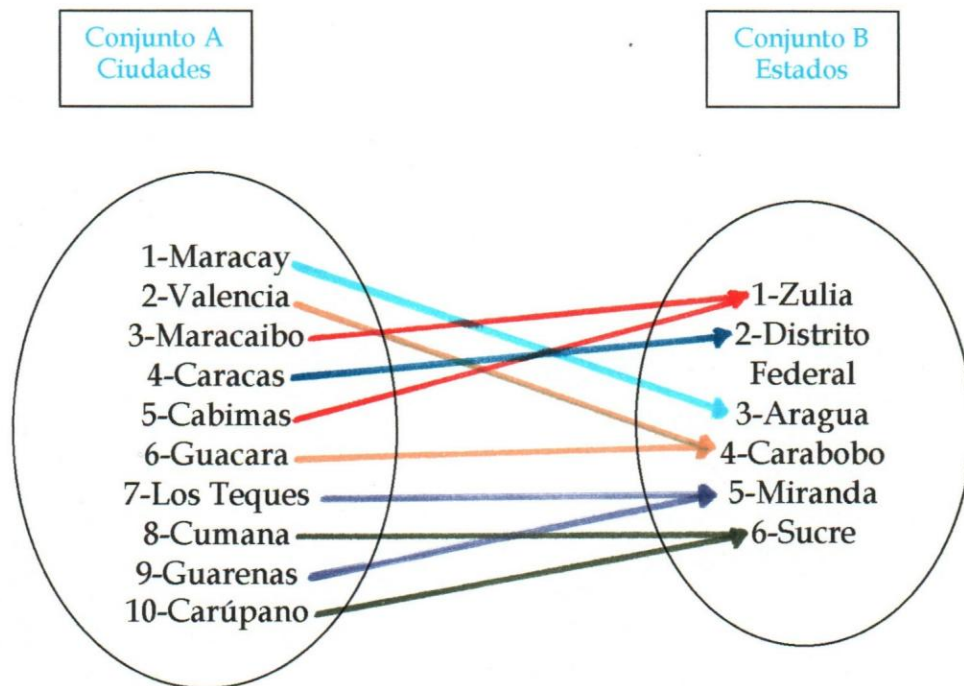 Conjunto A
Ciudades
Conjunto B
Estados
1-Maracay
2-Valencia
3-Maracaibo
4-Caracas
5-Cabimas
6-Guacara
7-Los Teques
8-Cumana
9-Guarenas
10-Carúpano
1-Zulia
2-Distrito
Federal
3-Aragua
4-Carabobo
5-Miranda
6-Sucre